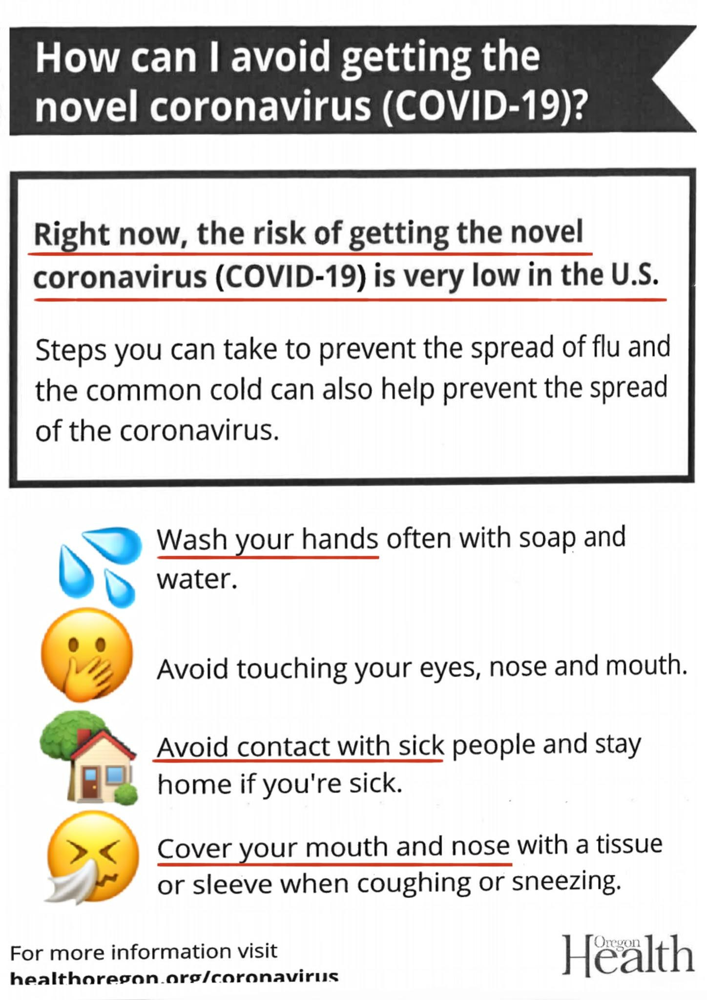 How can I avoid getting the
novel coronavirus (COVID-19)?
Right now, the risk of getting the novel
coronavirus (COVID-19) is very low in the U.S.
Steps you can take to prevent the spread of flu and
the common cold can also help prevent the spread
of the coronavirus.
Wash your hands often with soap and
water.
Avoid touching your eyes, nose and mouth.
Avoid contact with sick people and stay
home if you're sick.
Cover your mouth and nose with a tissue
or sleeve when coughing or sneezing.
For more information visit
healthoregon.org/coronavirus
Oregon
Health